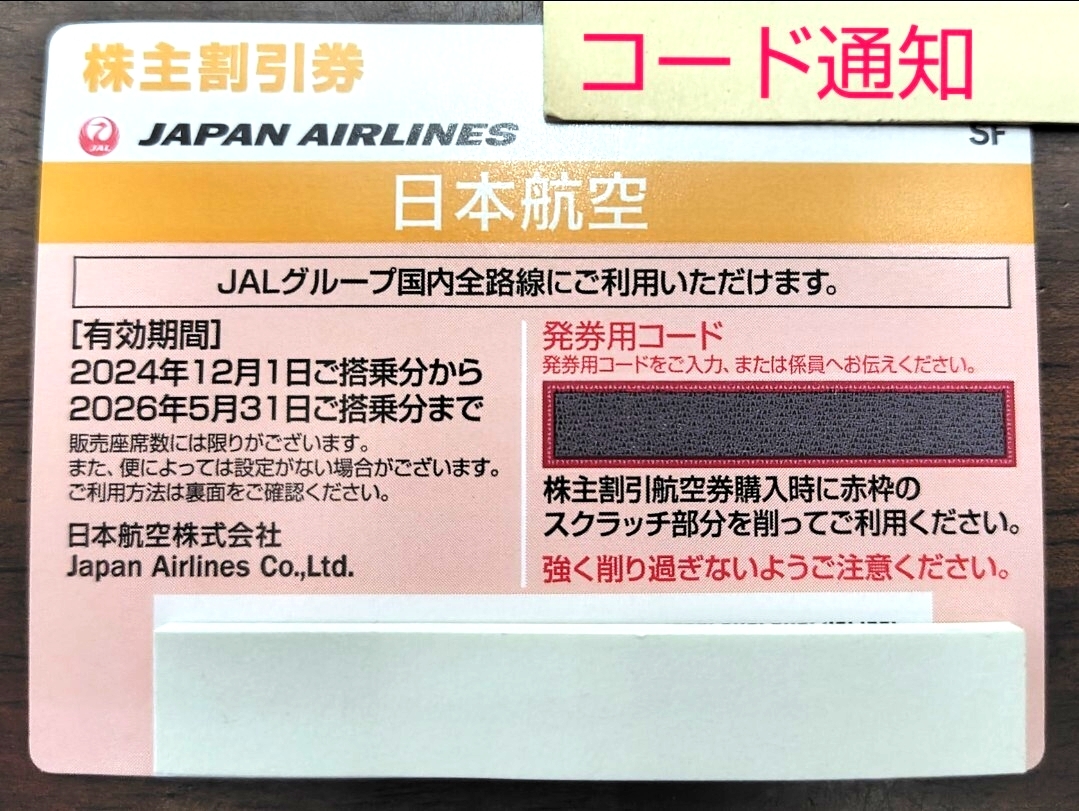 株主割引券
コード通知
JAL
JAPAN AIRLINES
SF
日本航空
JALグループ国内全路線にご利用いただけます。
[有効期間]
2024年12月1日ご搭乗分から
2026年5月31日ご搭乗分まで
販売座席数には限りがございます。
また、便によっては設定がない場合がございます。
ご利用方法は裏面をご確認ください。
日本航空株式会社
Japan Airlines Co.,Ltd.
発券用コード
発券用コードをご入力、または係員へお伝えください。
株主割引航空券購入時に赤枠の
スクラッチ部分を削ってご利用ください。
強く削り過ぎないようご注意ください。